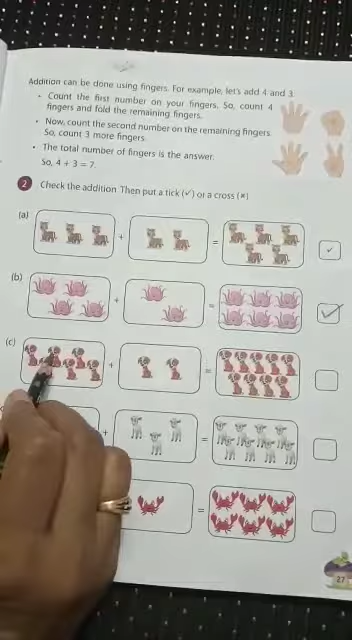 Addition can be done using fingers. For example, let's add 4 and 3.
• Count the first number on your fingers. So, count 4
fingers and fold the remaining fingers.
• Now, count the second number on the remaining fingers.
So, count 3 more fingers.
• The total number of fingers is the answer.
So, 4 + 3 = 7.
2 Check the addition. Then put a tick (✓) or a cross (✗)
(a) + = ✓
(b) + = ✓
(c) + =
+ =
=
27